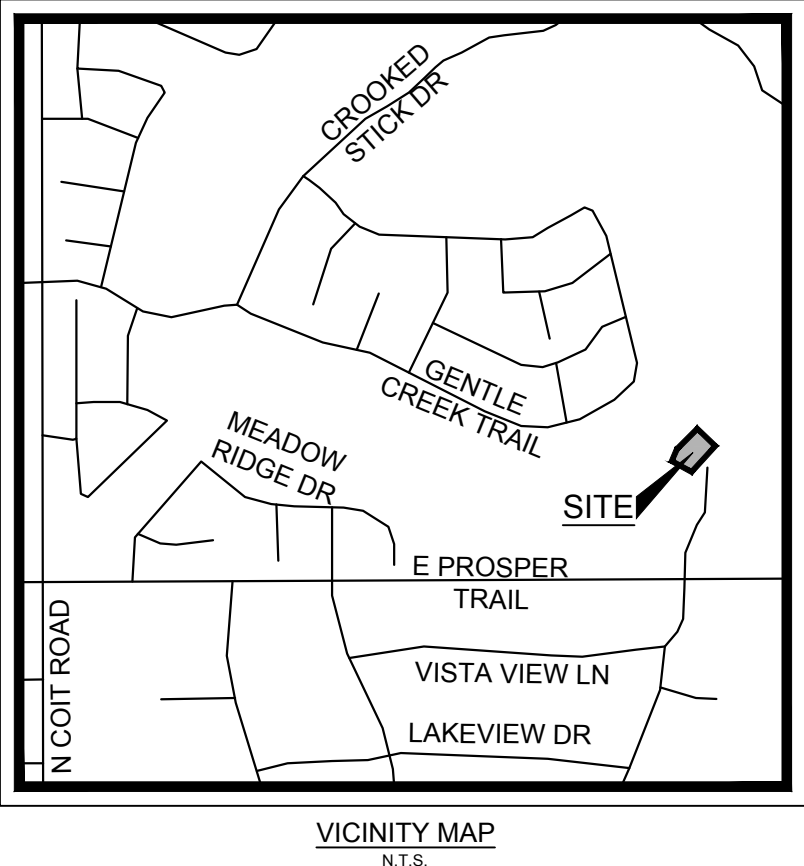 CROOKED
STICK DR
GENTLE
CREEK TRAIL
MEADOW
RIDGE DR
SITE
E PROSPER
TRAIL
N COIT ROAD
VISTA VIEW LN
LAKEVIEW DR
VICINITY MAP
N.T.S.